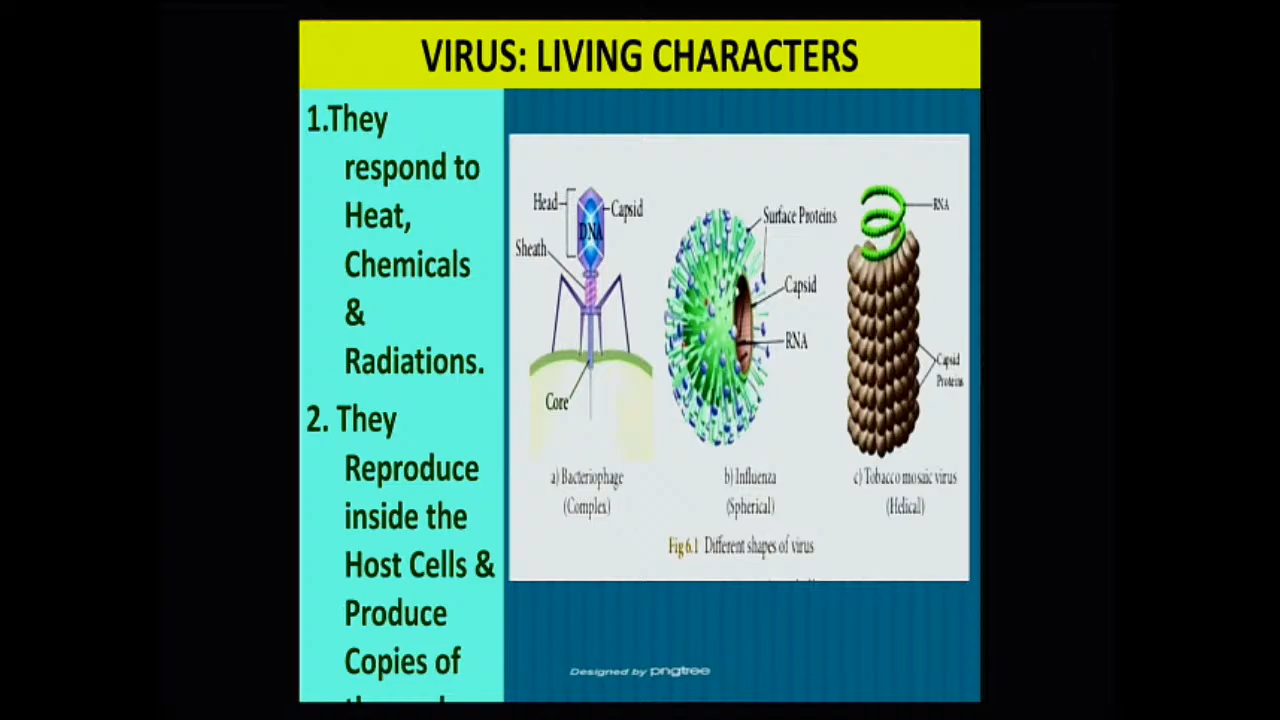 VIRUS: LIVING CHARACTERS
1.They
respond to
Heat,
Chemicals
&
Radiations.
2. They
Reproduce
inside the
Host Cells &
Produce
Copies of
Head
Capsid
DNA
Sheath
Core
a) Bacteriophage
(Complex)
Surface Proteins
Capsid
RNA
b) Influenza
(Spherical)
RNA
Capsid
Proteins
c) Tobacco mosaic virus
(Helical)
Fig 6.1 Different shapes of virus
Designed by pngtree